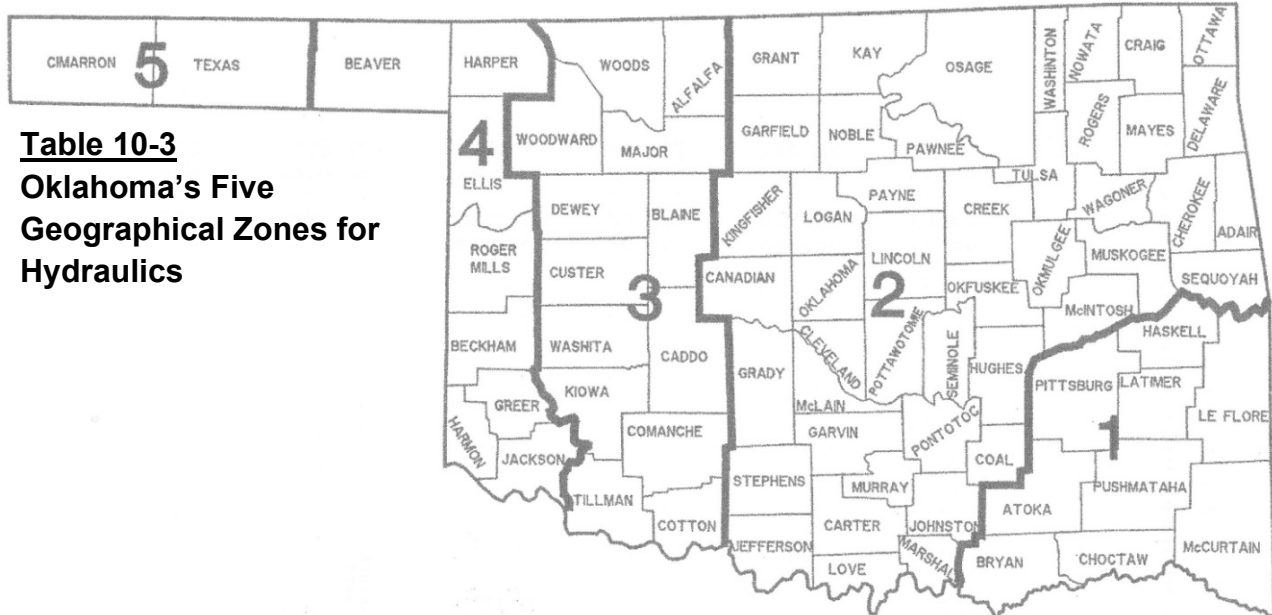 CIMARRON
5
TEXAS
BEAVER
HARPER
WOODS
ALFALFA
GRANT
KAY
OSAGE
WASHINTON
NOWATA
CRAIG
OTTAWA
Table 10-3
Oklahoma’s Five
Geographical Zones for
Hydraulics
4
ELLIS
WOODWARD
MAJOR
GARFIELD
NOBLE
PAWNEE
ROGERS
MAYES
DELAWARE
TULSA
DEWEY
BLAINE
KINGFISHER
LOGAN
PAYNE
CREEK
WAGONER
CHEROKEE
ADAIR
ROGER
MILLS
CUSTER
3
CANADIAN
OKLAHOMA
LINCOLN
2
OKFUSKEE
OKMULGEE
MUSKOGEE
SEQUOYAH
McINTOSH
HASKELL
BECKHAM
WASHITA
CADDO
GRADY
CLEVELAND
POTTAWOTOMIE
SEMINOLE
HUGHES
PITTSBURG
LATIMER
LE FLORE
GREER
KIOWA
HARMON
JACKSON
COMANCHE
McLAIN
GARVIN
PONTOTOC
COAL
1
TILLMAN
COTTON
STEPHENS
MURRAY
ATOKA
PUSHMATAHA
JEFFERSON
CARTER
JOHNSTON
LOVE
MARSHAL
BRYAN
CHOCTAW
McCURTAIN